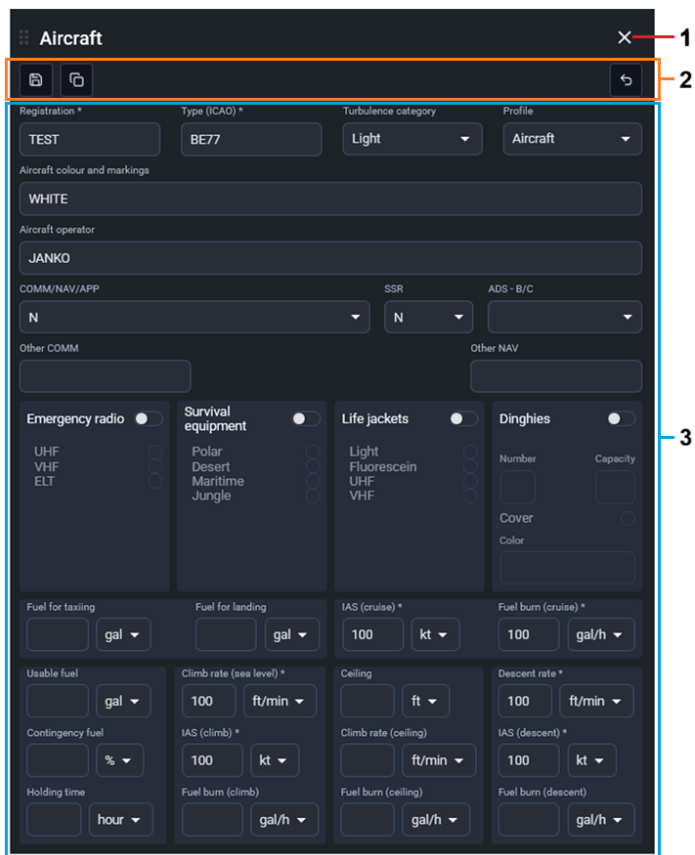 Aircraft
1
2
Registration * Type (ICAO) * Turbulence category Profile
TEST BE77 Light Aircraft
Aircraft colour and markings
WHITE
Aircraft operator
JANKO
COMM/NAV/APP SSR ADS - B/C
N N
Other COMM Other NAV
Emergency radio Survival equipment Life jackets Dinghies
3
UHF Polar Light Number Capacity
VHF Desert Fluorescein
ELT Maritime UHF
Jungle VHF
Cover
Color
Fuel for taxiing Fuel for landing IAS (cruise) * Fuel burn (cruise) *
gal gal 100 kt 100 gal/h
Usable fuel Climb rate (sea level) * Ceiling Descent rate *
gal 100 ft/min ft 100 ft/min
Contingency fuel IAS (climb) * Climb rate (ceiling) IAS (descent) *
% 100 kt ft/min 100 kt
Holding time Fuel burn (climb) Fuel burn (ceiling) Fuel burn (descent)
hour gal/h gal/h gal/h